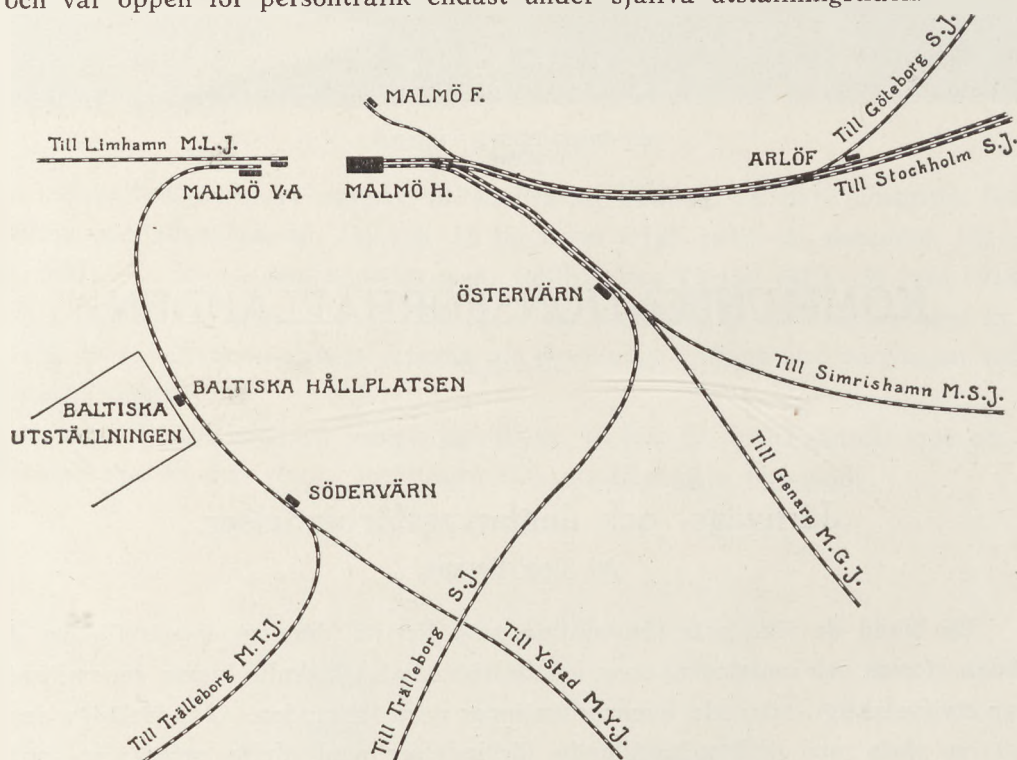 och var öppen för persontrafik endast under själfva utställningstiden.
MALMÖ F.
Till Göteborg S.J.
Till Limhamn M.L.J.
ARLÖF
MALMÖ V:A
MALMÖ H.
Till Stockholm S.J.
ÖSTERVÄRN
Till Simrishamn M.S.J.
BALTISKA HÅLLPLATSEN
BALTISKA
UTSTÄLLNINGEN
Till Genarp M.G.J.
SÖDERVÄRN
Till Trälleborg M.T.J.
Till Trälleborg S.J.
Till Ystad M.Y.J.